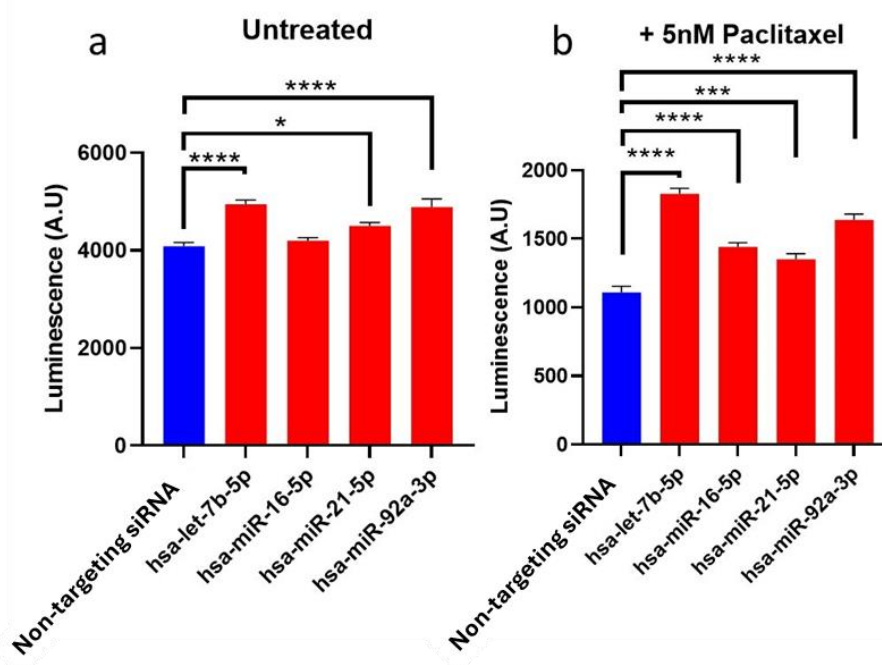 a
Untreated
****
*
****
Luminescence (A.U)
6000
4000
2000
0
Non-targeting siRNA
hsa-let-7b-5p
hsa-miR-16-5p
hsa-miR-21-5p
hsa-miR-92a-3p
b
+ 5nM Paclitaxel
****
***
****
****
Luminescence (A.U)
2000
1500
1000
500
0
Non-targeting siRNA
hsa-let-7b-5p
hsa-miR-16-5p
hsa-miR-21-5p
hsa-miR-92a-3p